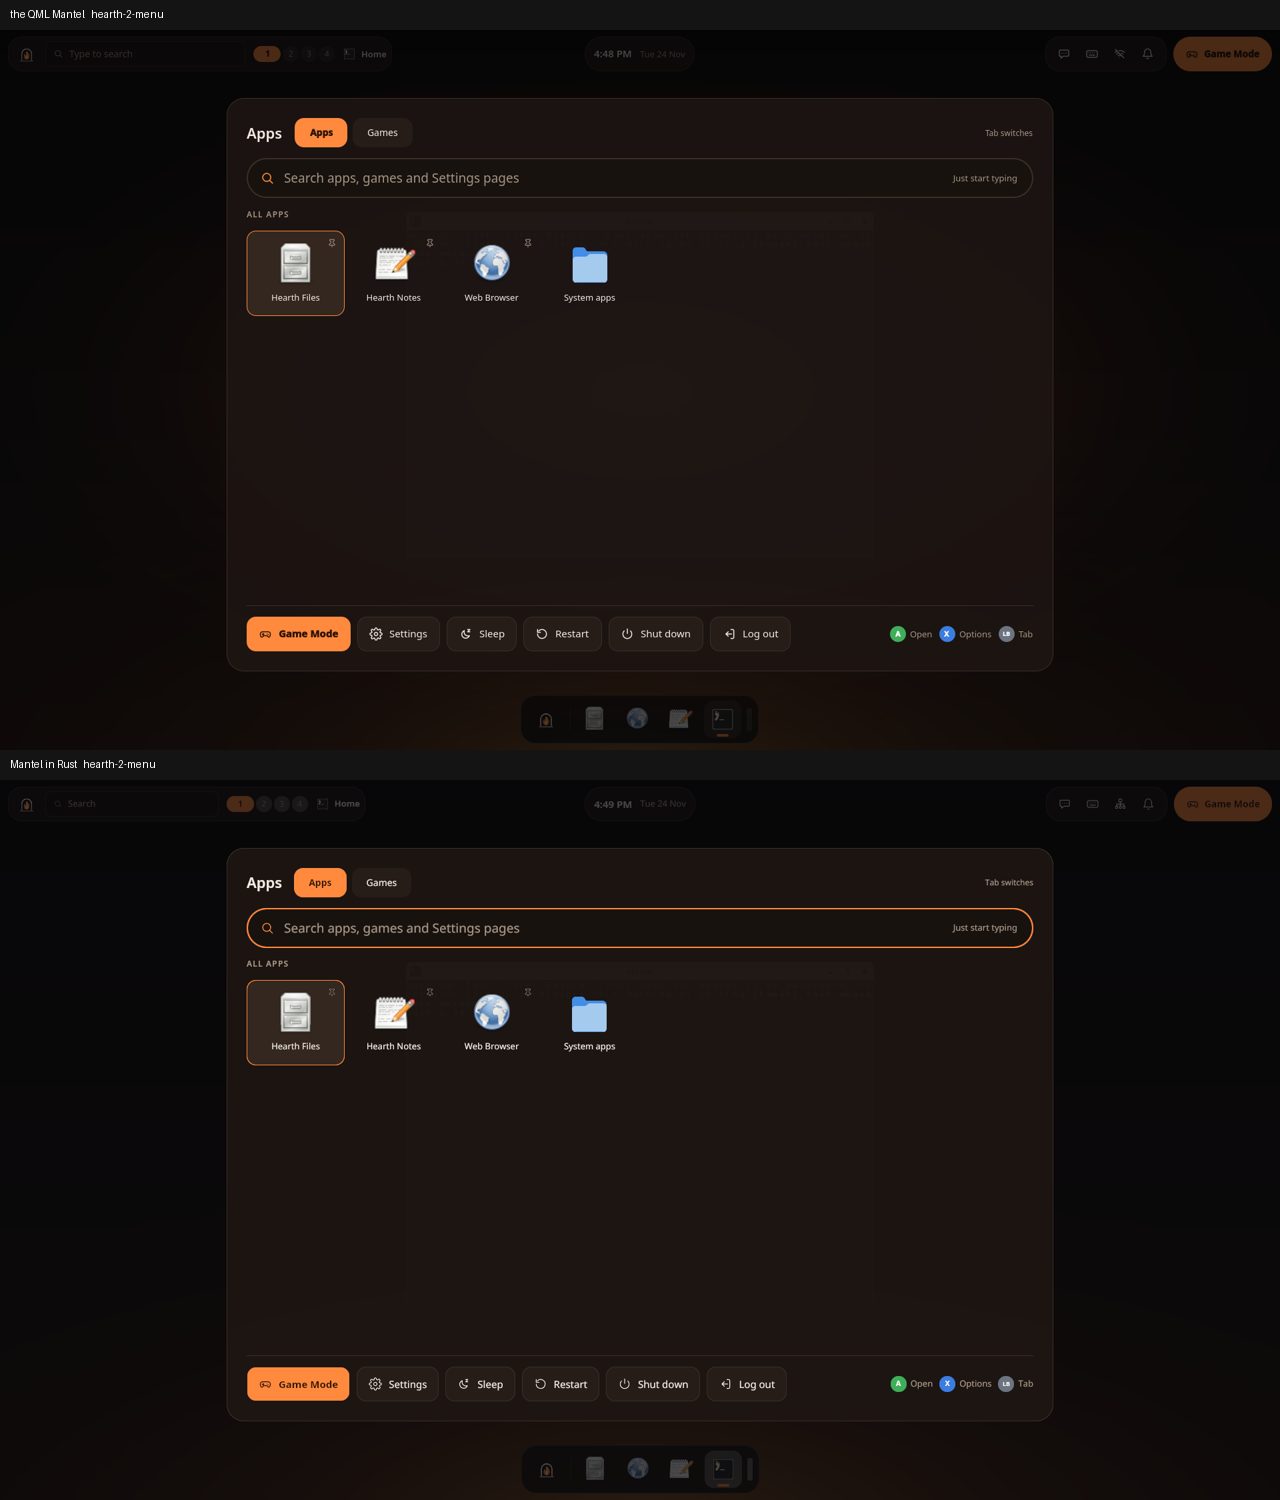 the QML Mantel hearth-2-menu
Type to search 1 2 3 4 Home 4:48 PM Tue 24 Nov Game Mode
Apps Apps Games Tab switches
Search apps, games and Settings pages Just start typing
ALL APPS
Hearth Files Hearth Notes Web Browser System apps
Game Mode Settings Sleep Restart Shut down Log out A Open X Options LB Tab
Mantel in Rust hearth-2-menu
Search 1 2 3 4 Home 4:49 PM Tue 24 Nov Game Mode
Apps Apps Games Tab switches
Search apps, games and Settings pages Just start typing
ALL APPS
Hearth Files Hearth Notes Web Browser System apps
Game Mode Settings Sleep Restart Shut down Log out A Open X Options LB Tab